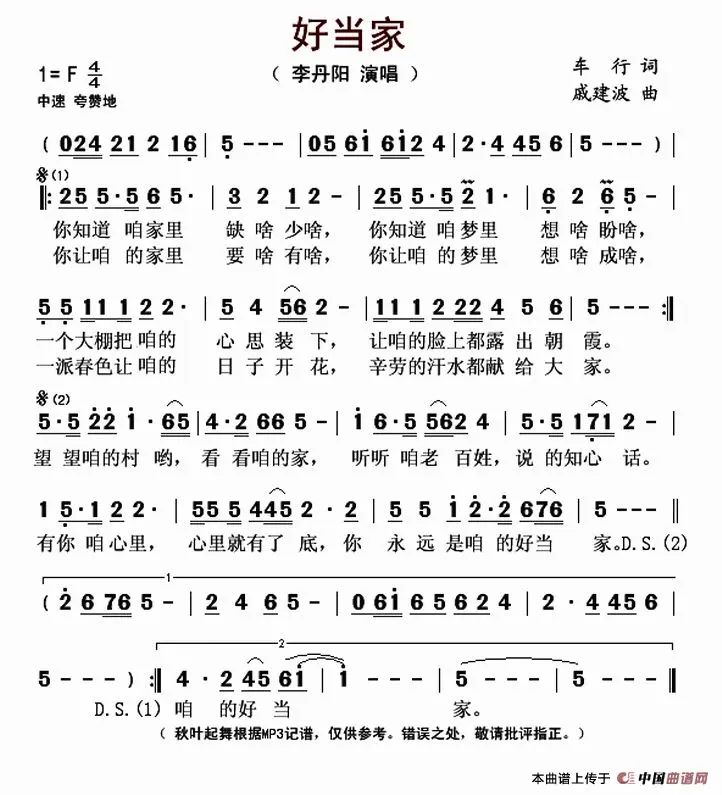 好当家
1= F 4/4
（ 李丹阳 演唱 ）
车 行 词
中速 夸赞地
戚建波 曲
( 024 21 2 16 | 5 - - - | 05 61 612 4 | 2 · 4 45 6 | 5 - - - ) |
(1)
‖: 25 5 · 5 6 5 · | 3 2 1 2 - | 25 5 · 5 2 1 · | 6 2 6 5 - |
你知道 咱家里 缺啥少啥， 你知道咱梦里 想啥盼啥，
你让咱 的家里 要啥有啥， 你让咱的梦里 想啥成啥，
5 5 11 1 2 2 · | 5 4 56 2 - | 11 1 2 22 4 5 6 | 5 - - - :‖
一个大棚把 咱的 心思装下， 让咱的脸上都露出朝霞。
一派春色让 咱的 日子开花， 辛劳的汗水都献给大家。
(2)
5 · 5 22 1 · 65 | 4 · 2 66 5 - | 1 6 · 5 562 4 | 5 · 5 171 2 - |
望 望咱的村 哟，看 看咱的家， 听听 咱老 百姓，说 的知心 话。
1 5 · 1 2 2 · | 55 5 445 2 · 2 | 5 5 1 2 · 2 676 | 5 - - - ‖
有你 咱心里， 心里就有了 底，你 永远是咱 的好当 家。D.S.(2)
1
( 2 6 76 5 - | 2 4 6 5 - | 0 61 6 5 62 4 | 2 · 4 45 6 |
2
5 - - - ) :‖ 4 · 2 45 61 | 1 - - - | 5 - - - | 5 - - - ‖
D.S.(1) 咱 的好 当 家。
（ 秋叶起舞根据MP3记谱，仅供参考。错误之处，敬请批评指正。）
本曲谱上传于 中国曲谱网